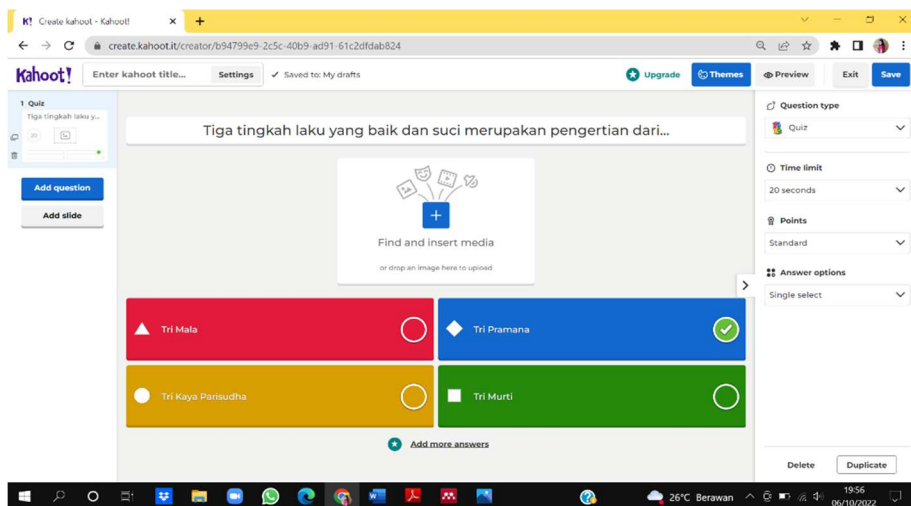 K! Create kahoot - Kahoot!
create.kahoot.it/creator/b94799e9-2c5c-40b9-ad91-61c2dfdab824
Kahoot! Enter kahoot title... Settings ✓ Saved to: My drafts Upgrade Themes Preview Exit Save
1 Quiz
Tiga tingkah laku y...
20
Add question
Add slide
Tiga tingkah laku yang baik dan suci merupakan pengertian dari...
Find and insert media
or drop an image here to upload
Tri Mala
Tri Pramana
Tri Kaya Parisudha
Tri Murti
Add more answers
Question type
Quiz
Time limit
20 seconds
Points
Standard
Answer options
Single select
Delete Duplicate
26°C Berawan
19:56
06/10/2022